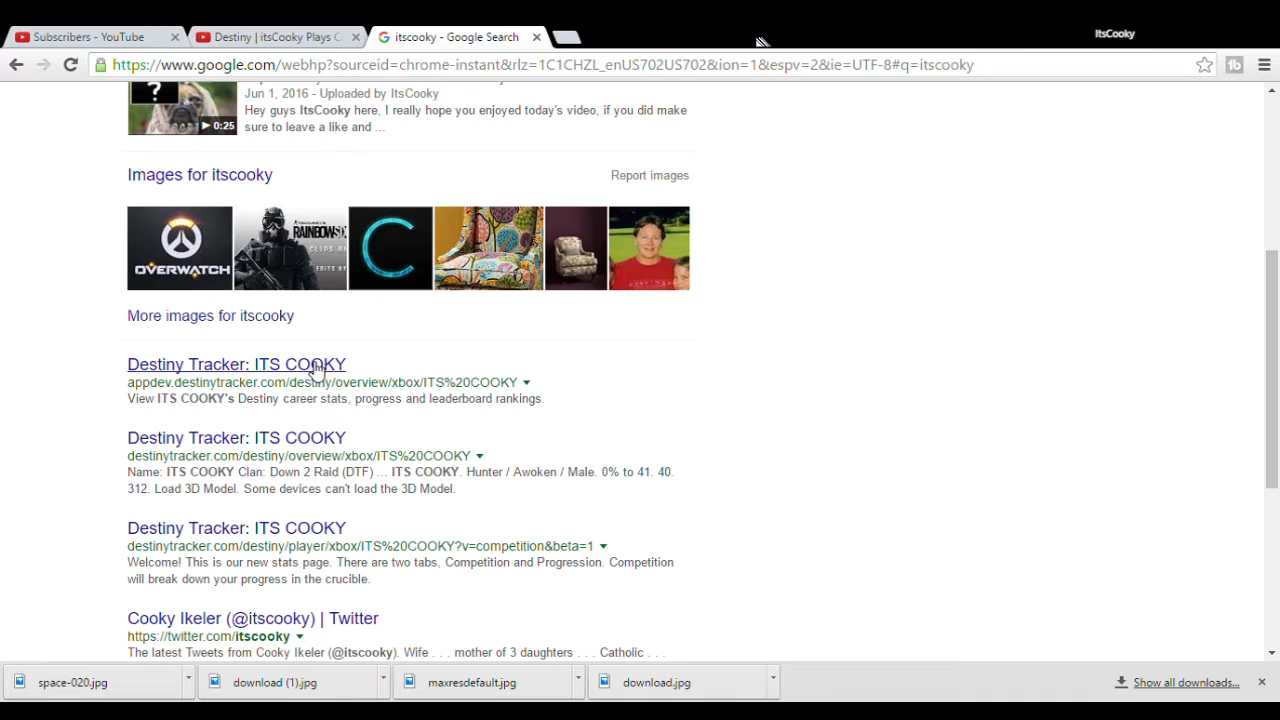 Subscribers - YouTube
Destiny | itsCooky Plays C
itscooky - Google Search
ItsCooky
https://www.google.com/webhp?sourceid=chrome-instant&rlz=1C1CHZL_enUS702US702&ion=1&espv=2&ie=UTF-8#q=itscooky
?
0:25
Jun 1, 2016 - Uploaded by ItsCooky
Hey guys ItsCooky here, I really hope you enjoyed today's video, if you did make
sure to leave a like and ...
Images for itscooky
Report images
OVERWATCH
RAINBOWSIX
CLIPS AN
EDITS BY
C
More images for itscooky
Destiny Tracker: ITS COOKY
appdev.destinytracker.com/destiny/overview/xbox/ITS%20COOKY
View ITS COOKY's Destiny career stats, progress and leaderboard rankings.
Destiny Tracker: ITS COOKY
destinytracker.com/destiny/overview/xbox/ITS%20COOKY
Name: ITS COOKY Clan: Down 2 Raid (DTF) ... ITS COOKY. Hunter / Awoken / Male. 0% to 41. 40.
312. Load 3D Model. Some devices can't load the 3D Model.
Destiny Tracker: ITS COOKY
destinytracker.com/destiny/player/xbox/ITS%20COOKY?v=competition&beta=1
Welcome! This is our new stats page. There are two tabs, Competition and Progression. Competition
will break down your progress in the crucible.
Cooky Ikeler (@itscooky) | Twitter
https://twitter.com/itscooky
The latest Tweets from Cooky Ikeler (@itscooky). Wife . . . mother of 3 daughters . . . Catholic . . .
space-020.jpg
download (1).jpg
maxresdefault.jpg
download.jpg
Show all downloads...